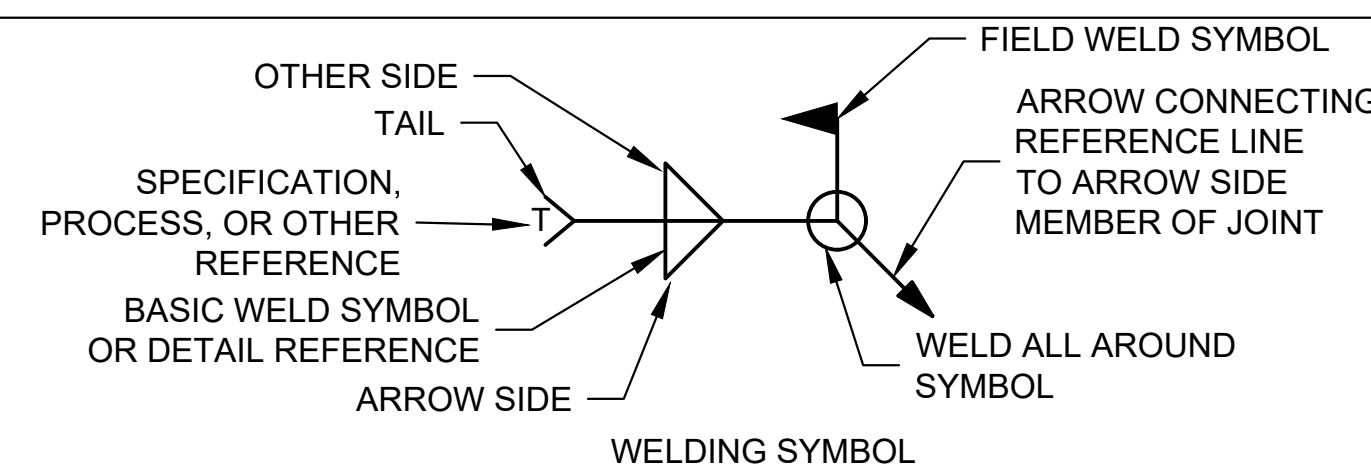 FIELD WELD SYMBOL
OTHER SIDE
TAIL
ARROW CONNECTING
REFERENCE LINE
TO ARROW SIDE
MEMBER OF JOINT
SPECIFICATION,
PROCESS, OR OTHER
REFERENCE
T
BASIC WELD SYMBOL
OR DETAIL REFERENCE
WELD ALL AROUND
SYMBOL
ARROW SIDE
WELDING SYMBOL